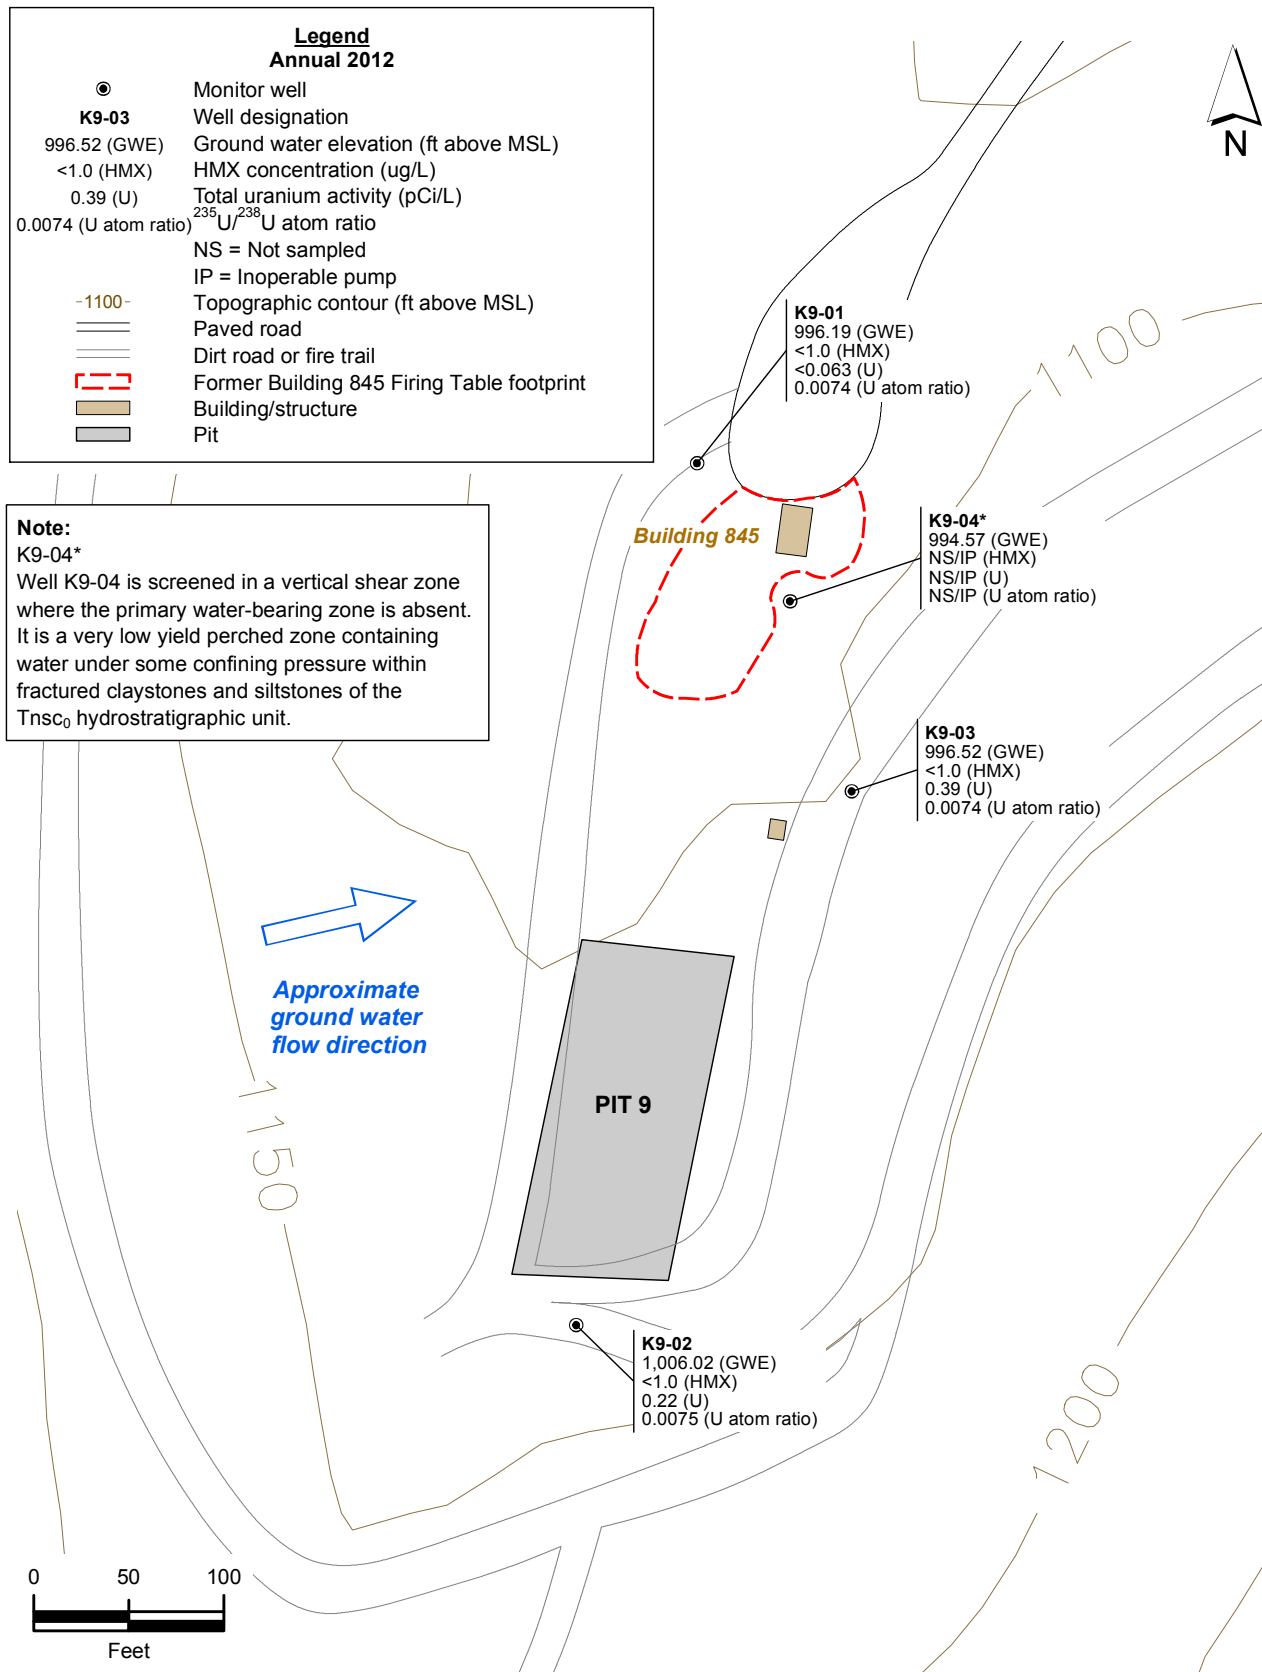 Legend
Annual 2012
Monitor well
K9-03 Well designation
996.52 (GWE) Ground water elevation (ft above MSL)
<1.0 (HMX) HMX concentration (ug/L)
0.39 (U) Total uranium activity (pCi/L)
0.0074 (U atom ratio) 235U/238U atom ratio
NS = Not sampled
IP = Inoperable pump
-1100- Topographic contour (ft above MSL)
Paved road
Dirt road or fire trail
Former Building 845 Firing Table footprint
Building/structure
Pit
N
K9-01
996.19 (GWE)
<1.0 (HMX)
<0.063 (U)
0.0074 (U atom ratio)
1100
Note:
K9-04*
Well K9-04 is screened in a vertical shear zone
where the primary water-bearing zone is absent.
It is a very low yield perched zone containing
water under some confining pressure within
fractured claystones and siltstones of the
Tnsc₀ hydrostratigraphic unit.
Building 845
K9-04*
994.57 (GWE)
NS/IP (HMX)
NS/IP (U)
NS/IP (U atom ratio)
K9-03
996.52 (GWE)
<1.0 (HMX)
0.39 (U)
0.0074 (U atom ratio)
Approximate
ground water
flow direction
1150
PIT 9
K9-02
1,006.02 (GWE)
<1.0 (HMX)
0.22 (U)
0.0075 (U atom ratio)
1200
0 50 100
Feet